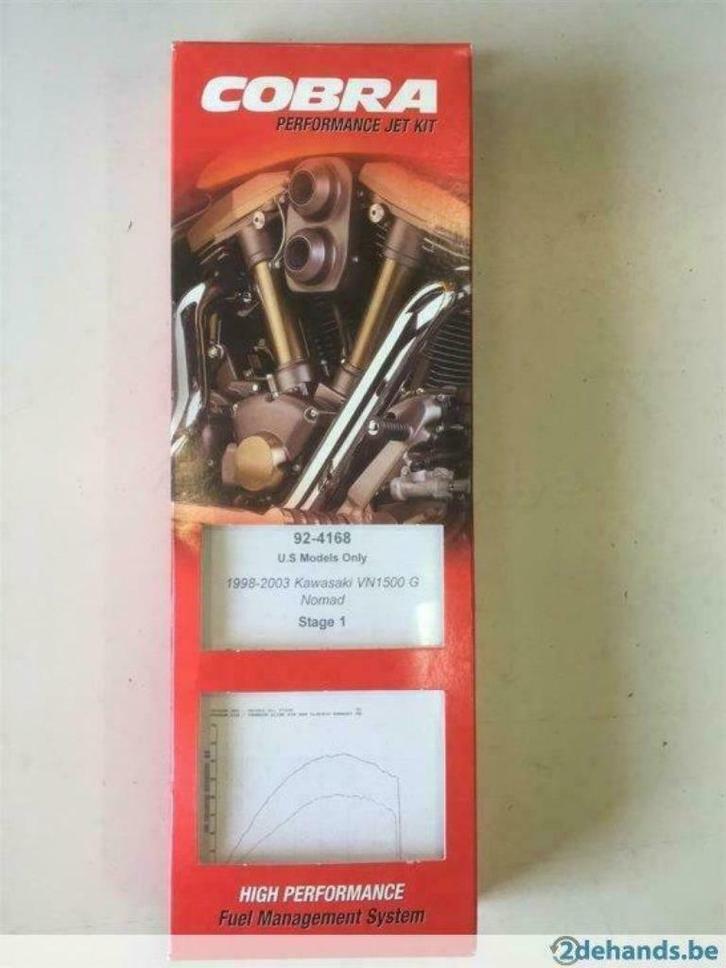 COBRA
PERFORMANCE JET KIT
92-4168
U.S Models Only
1998-2003 Kawasaki VN1500 G
Nomad
Stage 1
HIGH PERFORMANCE
Fuel Management System
2dehands.be